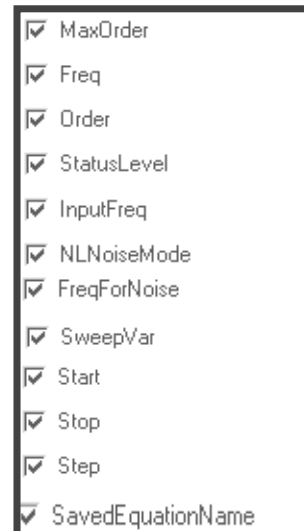 MaxOrder
Freq
Order
StatusLevel
InputFreq
NLNoiseMode
FreqForNoise
SweepVar
Start
Stop
Step
SavedEquationName